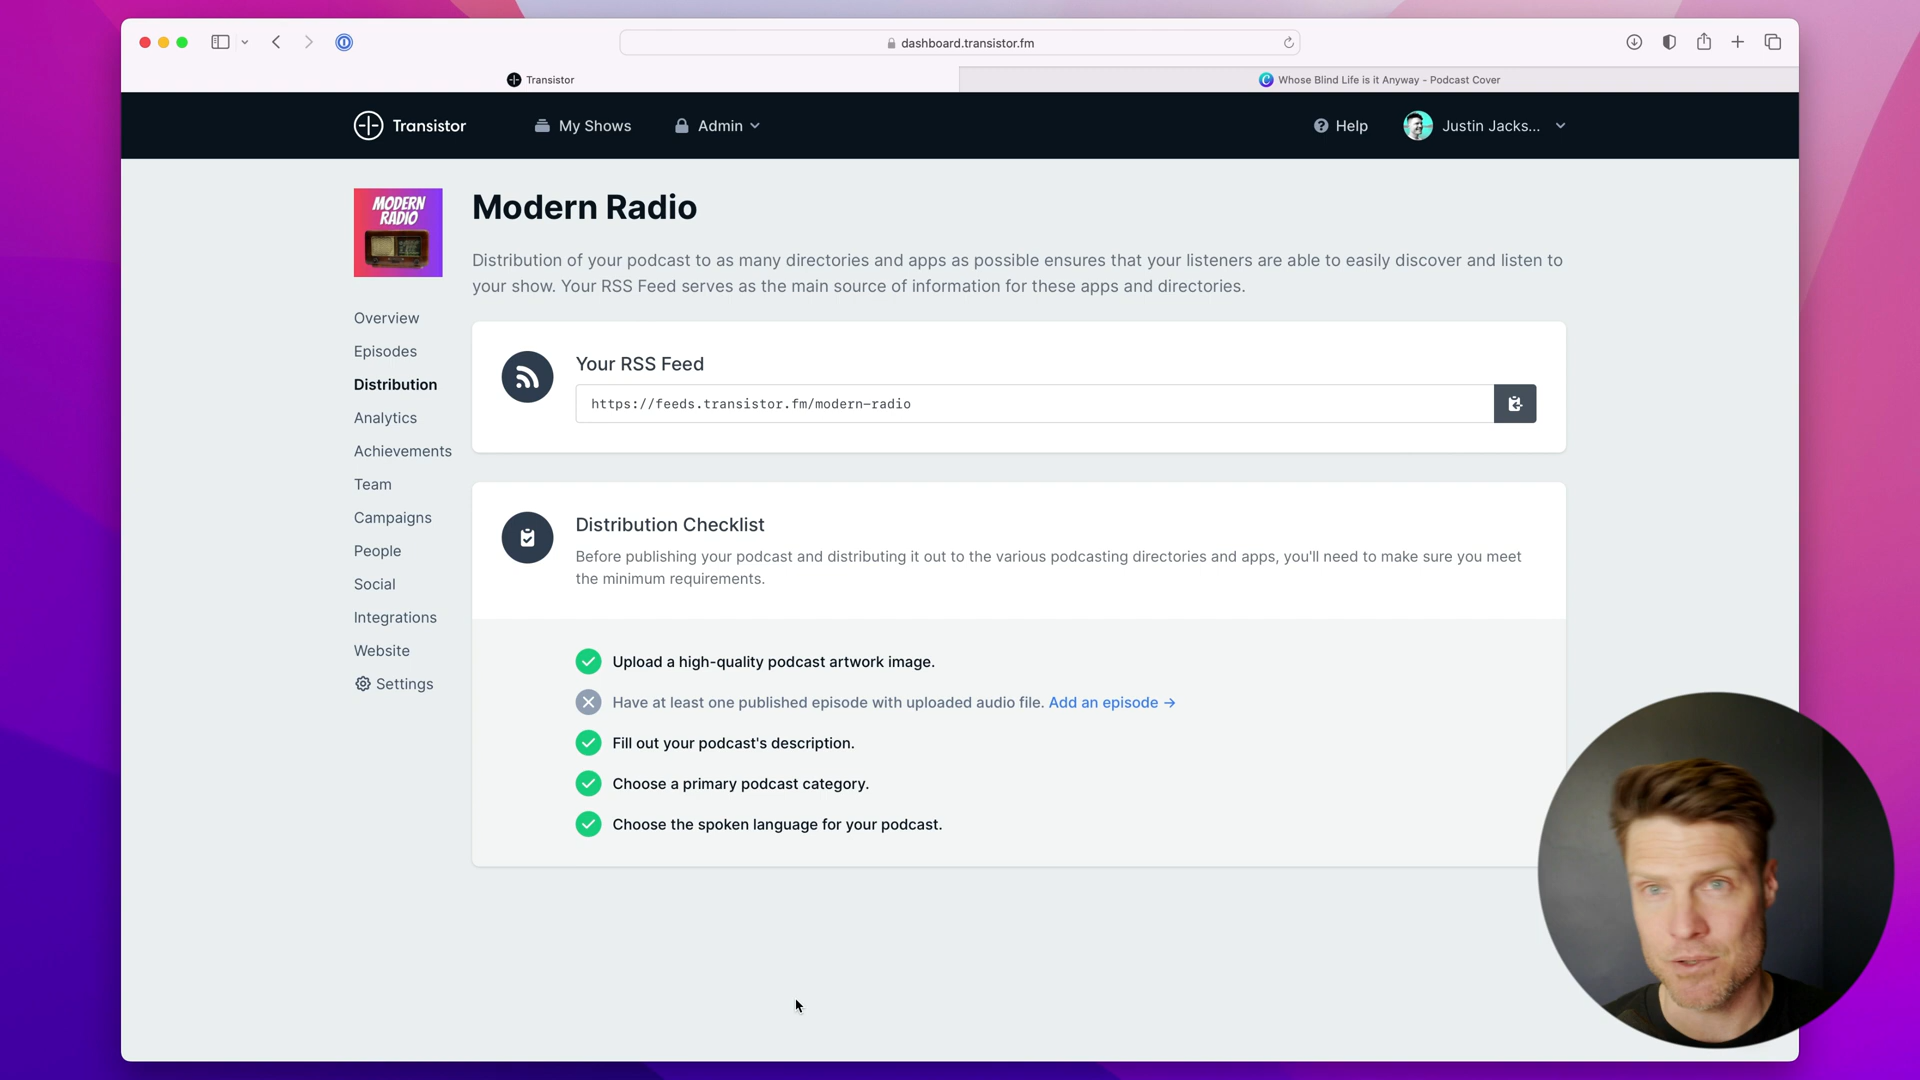 dashboard.transistor.fm
Transistor
Whose Blind Life is it Anyway - Podcast Cover
Transistor
My Shows
Admin
Help
Justin Jacks...
MODERN
RADIO
Modern Radio
Distribution of your podcast to as many directories and apps as possible ensures that your listeners are able to easily discover and listen to
your show. Your RSS Feed serves as the main source of information for these apps and directories.
Overview
Episodes
Distribution
Analytics
Achievements
Team
Campaigns
People
Social
Integrations
Website
Settings
Your RSS Feed
https://feeds.transistor.fm/modern-radio
Distribution Checklist
Before publishing your podcast and distributing it out to the various podcasting directories and apps, you'll need to make sure you meet
the minimum requirements.
Upload a high-quality podcast artwork image.
Have at least one published episode with uploaded audio file. Add an episode →
Fill out your podcast's description.
Choose a primary podcast category.
Choose the spoken language for your podcast.